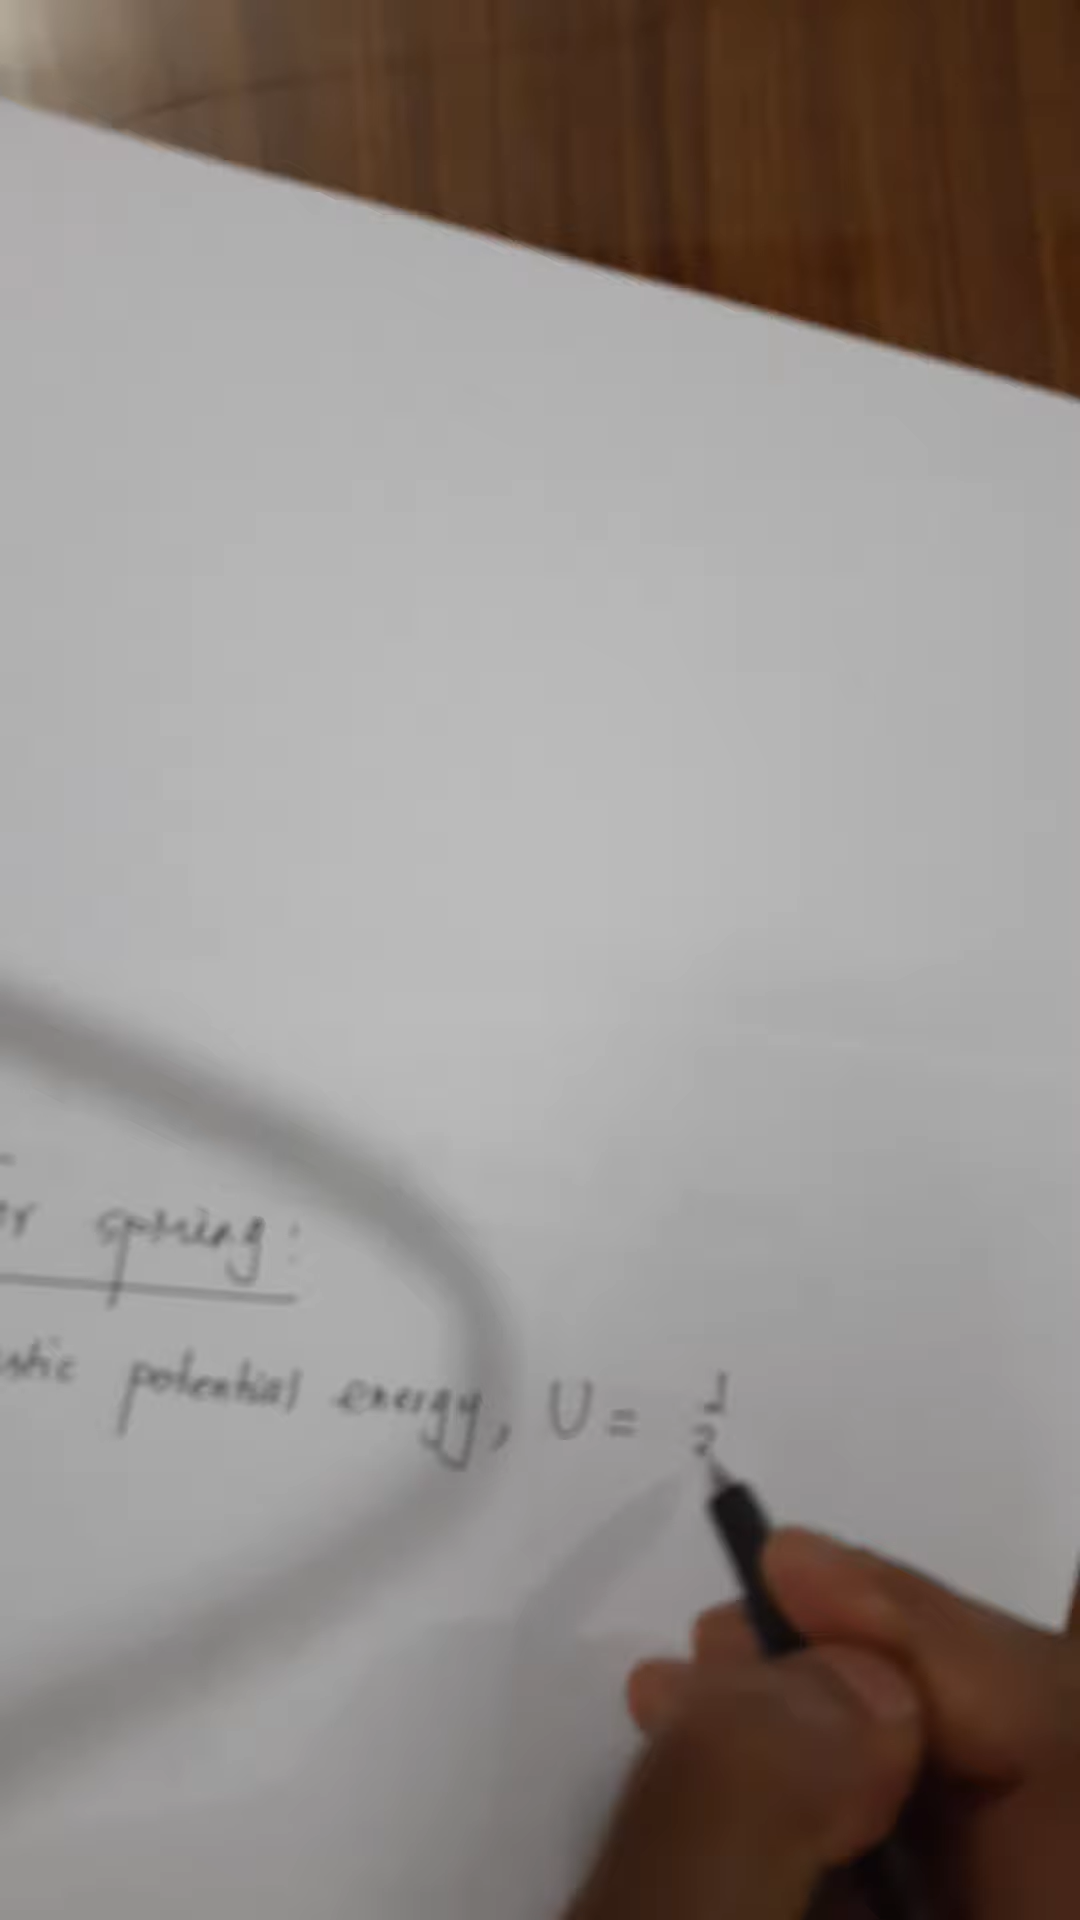 spring:
potential energy, U = 1/2